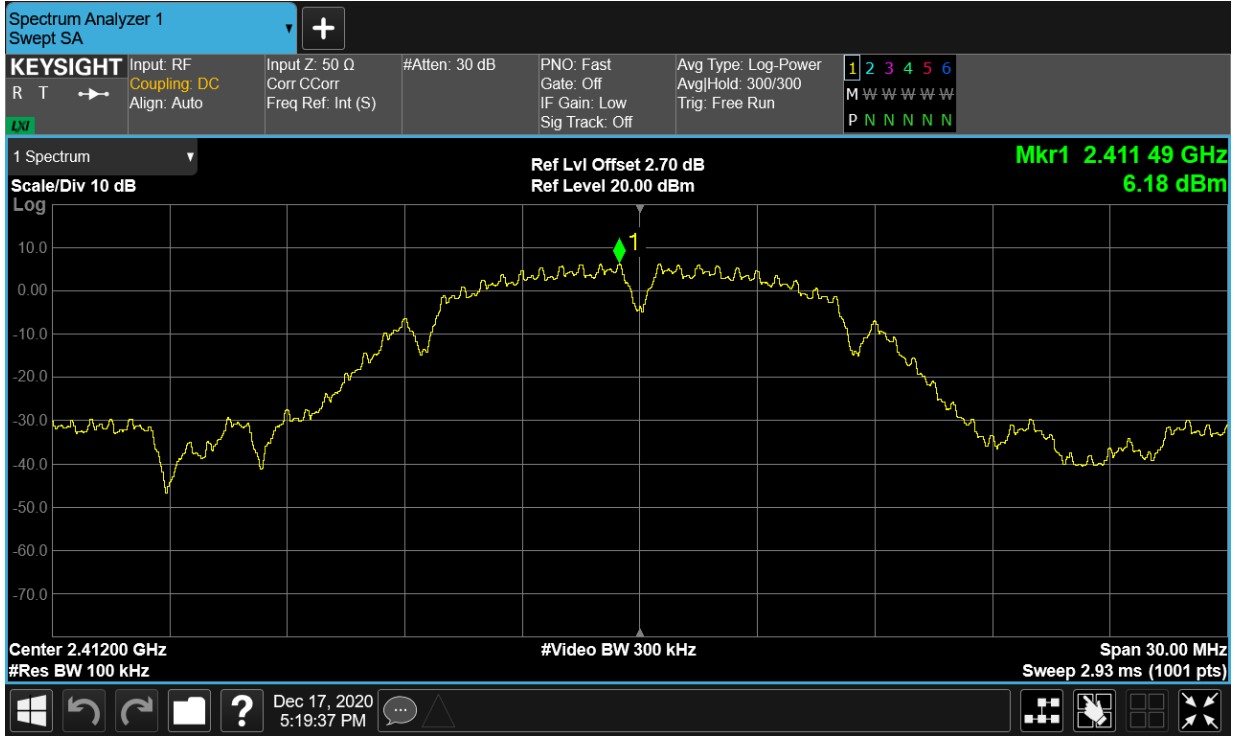 Spectrum Analyzer 1
Swept SA
KEYSIGHT
R T
LXI
Input: RF
Coupling: DC
Align: Auto
Input Z: 50 Ω
Corr CCorr
Freq Ref: Int (S)
#Atten: 30 dB
PNO: Fast
Gate: Off
IF Gain: Low
Sig Track: Off
Avg Type: Log-Power
Avg|Hold: 300/300
Trig: Free Run
1 2 3 4 5 6
M W W W W W
P N N N N N
1 Spectrum
Scale/Div 10 dB
Log
Ref Lvl Offset 2.70 dB
Ref Level 20.00 dBm
Mkr1 2.411 49 GHz
6.18 dBm
1
10.0
0.00
-10.0
-20.0
-30.0
-40.0
-50.0
-60.0
-70.0
Center 2.41200 GHz
#Res BW 100 kHz
#Video BW 300 kHz
Span 30.00 MHz
Sweep 2.93 ms (1001 pts)
?
Dec 17, 2020
5:19:37 PM